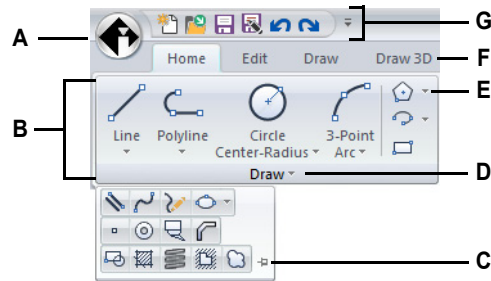 G
A
Home Edit Draw Draw 3D F
E
B
Line Polyline Circle 3-Point
Center-Radius Arc
Draw D
C